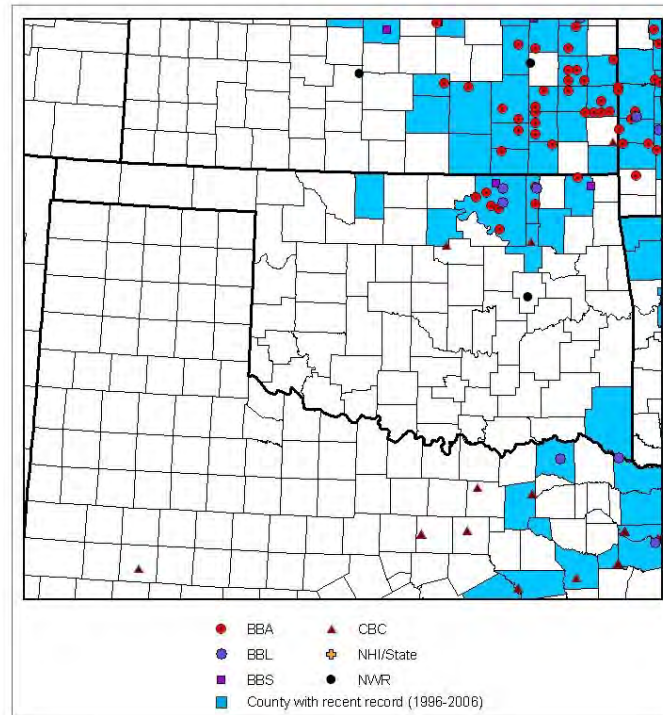 BBA CBC
BBL NHI/State
BBS NWR
County with recent record (1996-2006)